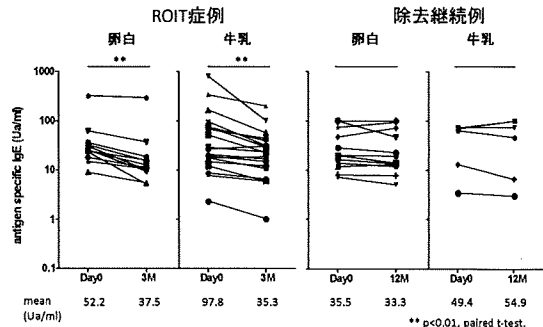 ROIT症例 除去継続例
卵白 牛乳 卵白 牛乳
** **
antigen specific IgE (Ua/ml)
1000
100
10
1
0.1
Day0 3M Day0 3M Day0 12M Day0 12M
mean 52.2 37.5 97.8 35.3 35.5 33.3 49.4 54.9
(Ua/ml)
** p<0.01, paired t-test.